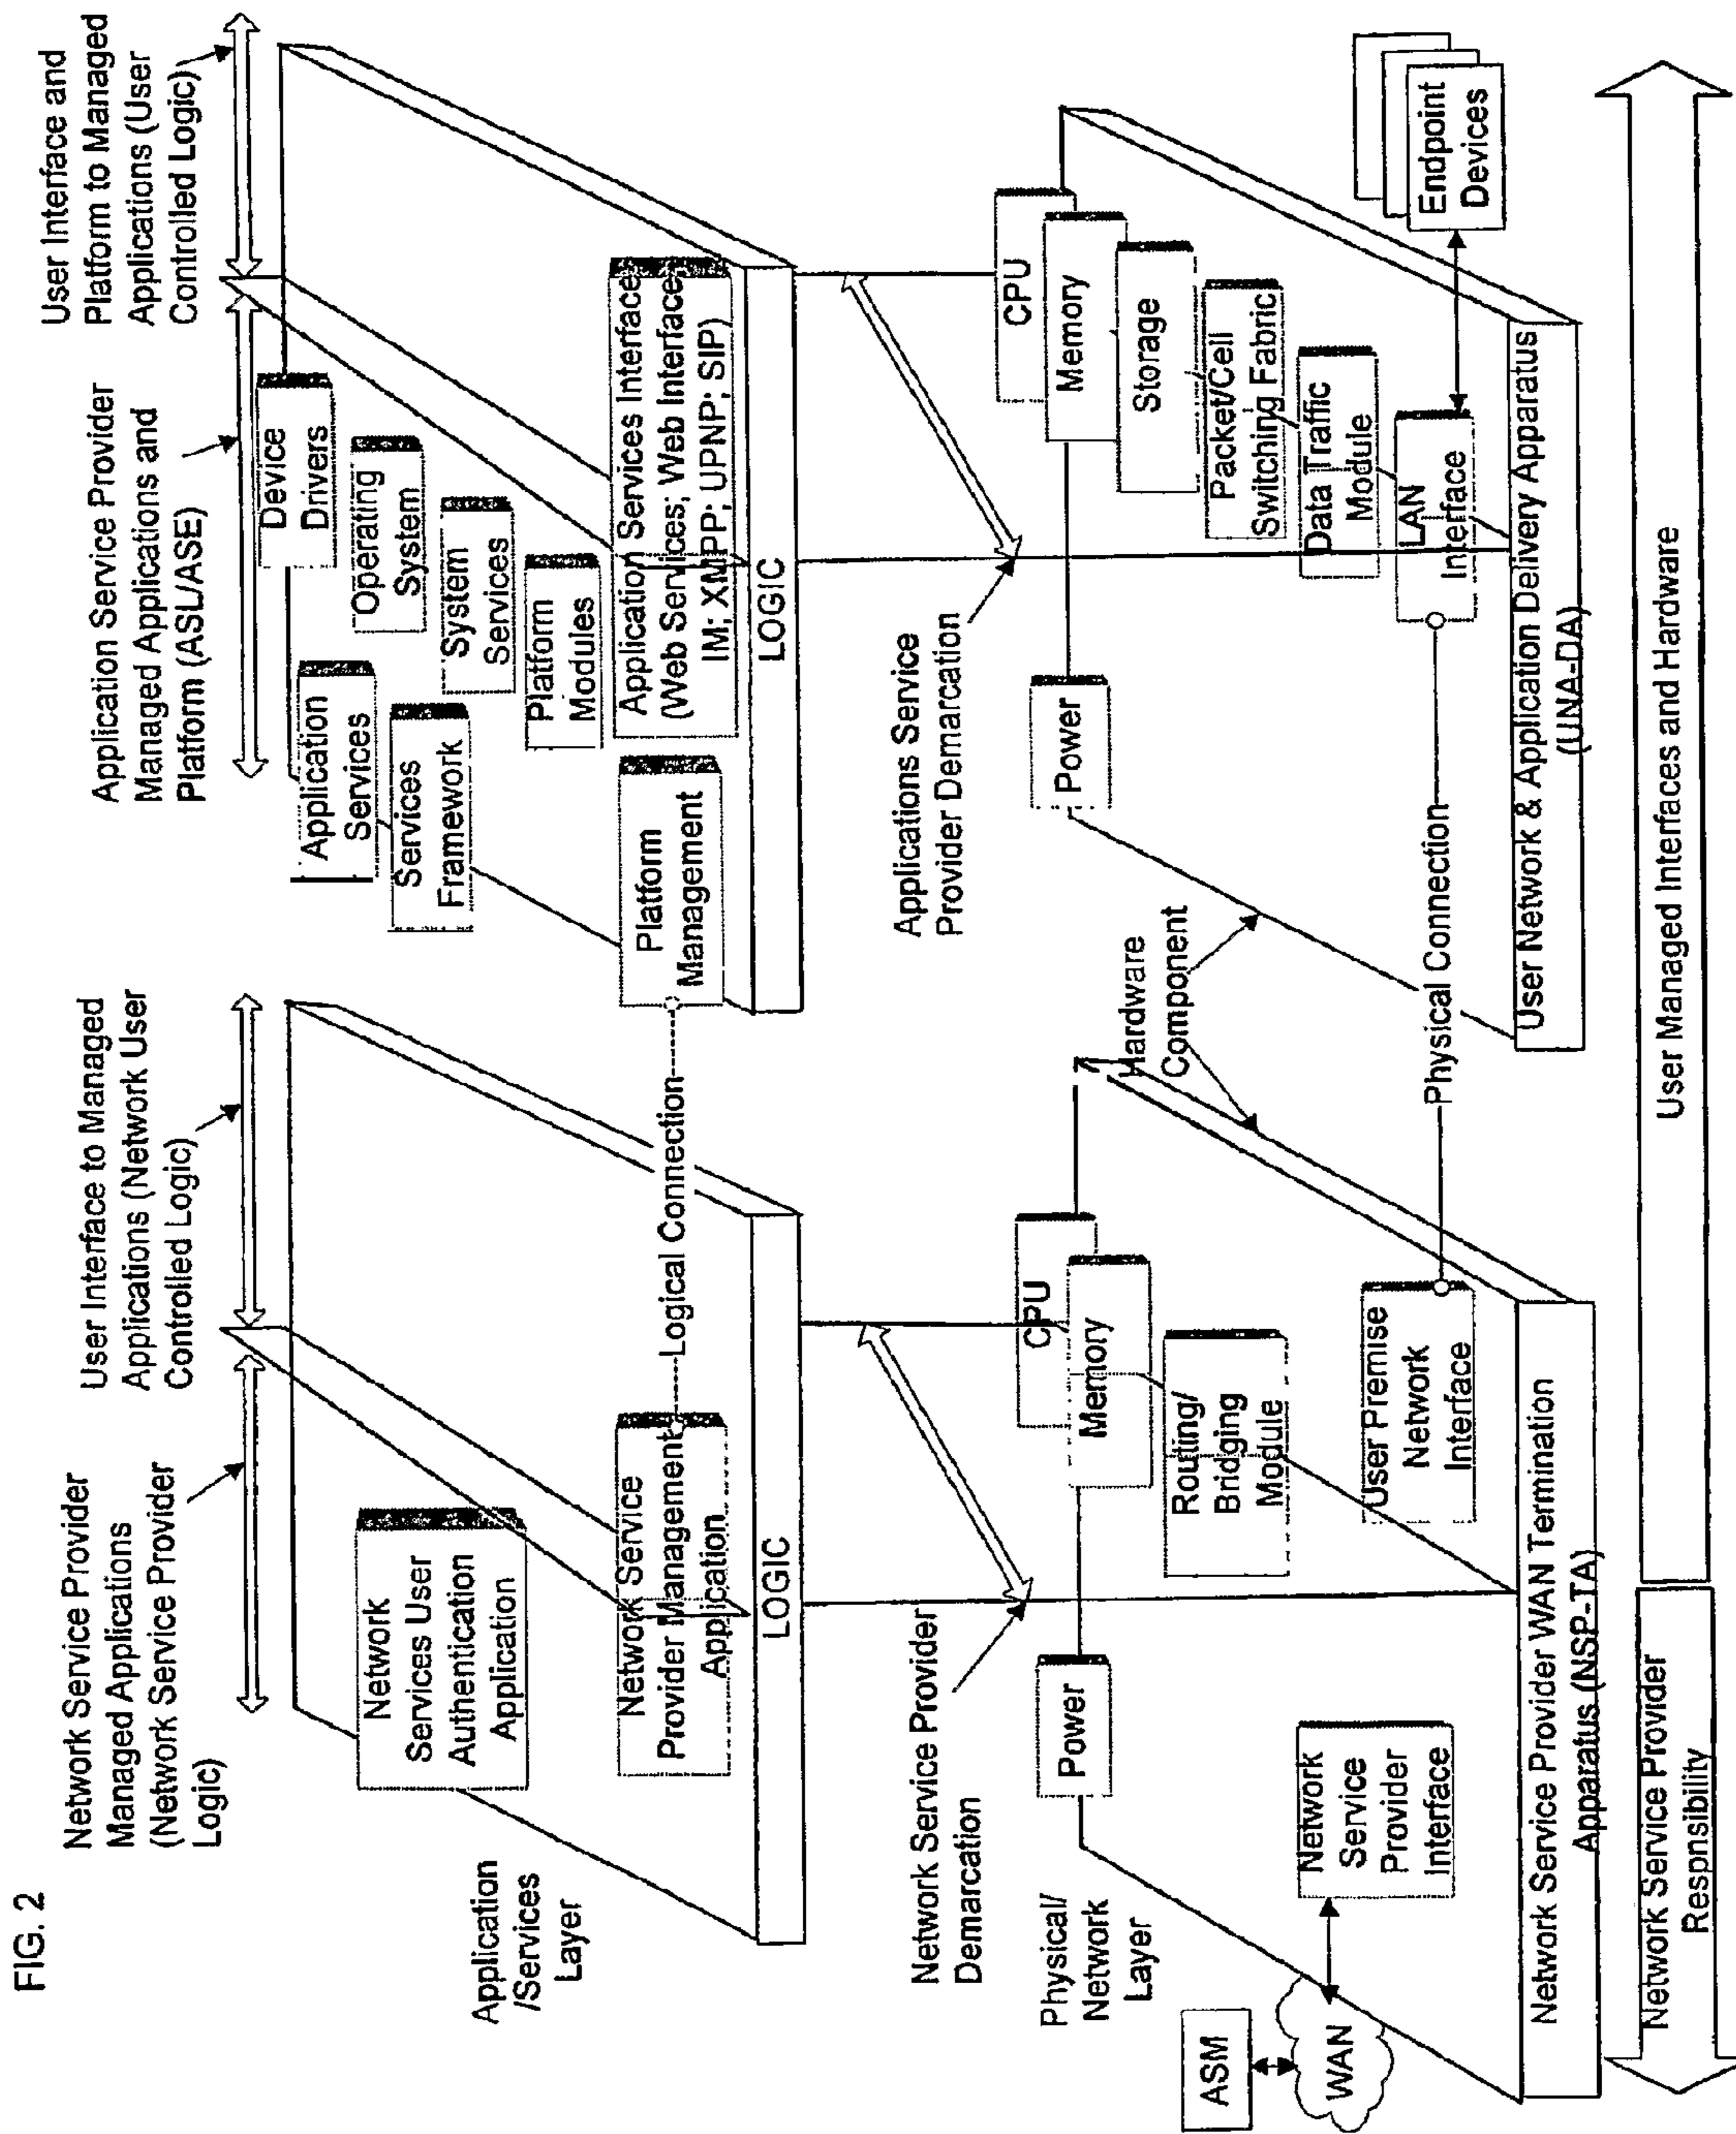 FIG. 2
Network Service Provider
Managed Applications
(Network Service Provider
Logic)
User Interface to Managed
Applications (Network User
Controlled Logic)
Application Service Provider
Managed Applications and
Platform (ASL/ASE)
User Interface and
Platform to Managed
Applications (User
Controlled Logic)
Application
/Services
Layer
Network
Services User
Authentication
Application
Network Service
Provider Management
Application
LOGIC
Logical Connection
Application
Services
Services
Framework
Platform
Management
Device
Drivers
Operating
System
System
Services
Platform
Modules
Application Services Interface
(Web Services; Web Interface
IM; XMPP; UPNP; SIP)
LOGIC
Network Service Provider
Demarcation
Applications Service
Provider Demarcation
Physical/
Network
Layer
ASM
WAN
Network
Service
Provider
Interface
Power
CPU
Memory
Routing/
Bridging
Module
User Premise
Network
Interface
Hardware
Component
Physical Connection
Power
CPU
Memory
Storage
Packet/Cell
Switching Fabric
Data Traffic
Module
LAN
Interface
Endpoint
Devices
Network Service Provider WAN Termination
Apparatus (NSP-TA)
User Network & Application Delivery Apparatus
(UNA-DA)
Network Service Provider
Respnsibility
User Managed Interfaces and Hardware